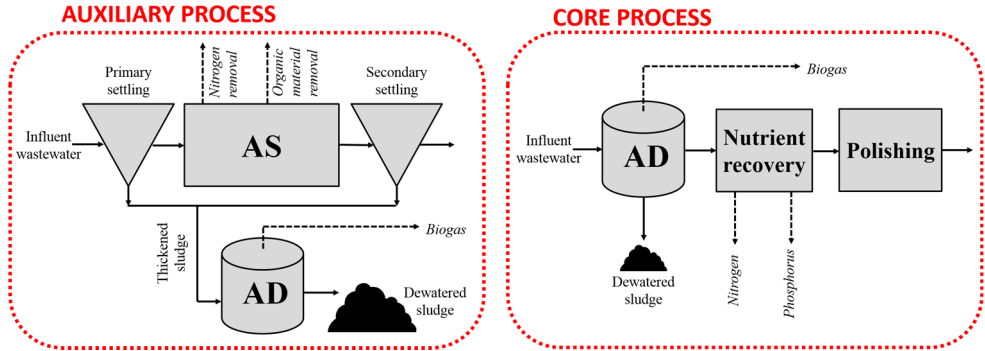 AUXILIARY PROCESS
Primary
settling
Nitrogen
removal
Organic
material
removal
Secondary
settling
Influent
wastewater
AS
Thickened
sludge
Biogas
AD
Dewatered
sludge
CORE PROCESS
Biogas
Influent
wastewater
AD
Nutrient
recovery
Polishing
Dewatered
sludge
Nitrogen
Phosphorus